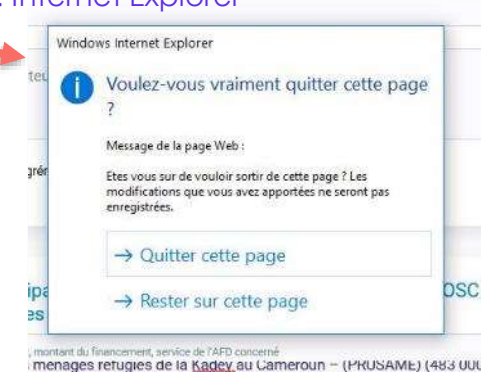 . Internet Explorer
Windows Internet Explorer
Voulez-vous vraiment quitter cette page
?
Message de la page Web :
Etes vous sur de vouloir sortir de cette page ? Les
modifications que vous avez apportées ne seront pas
enregistrées.
→ Quitter cette page
→ Rester sur cette page
OSC
es
, montant du financement, service de l'AFD concerné
menages refugies de la Kadey au Cameroun – (PRUSAME) (483 000